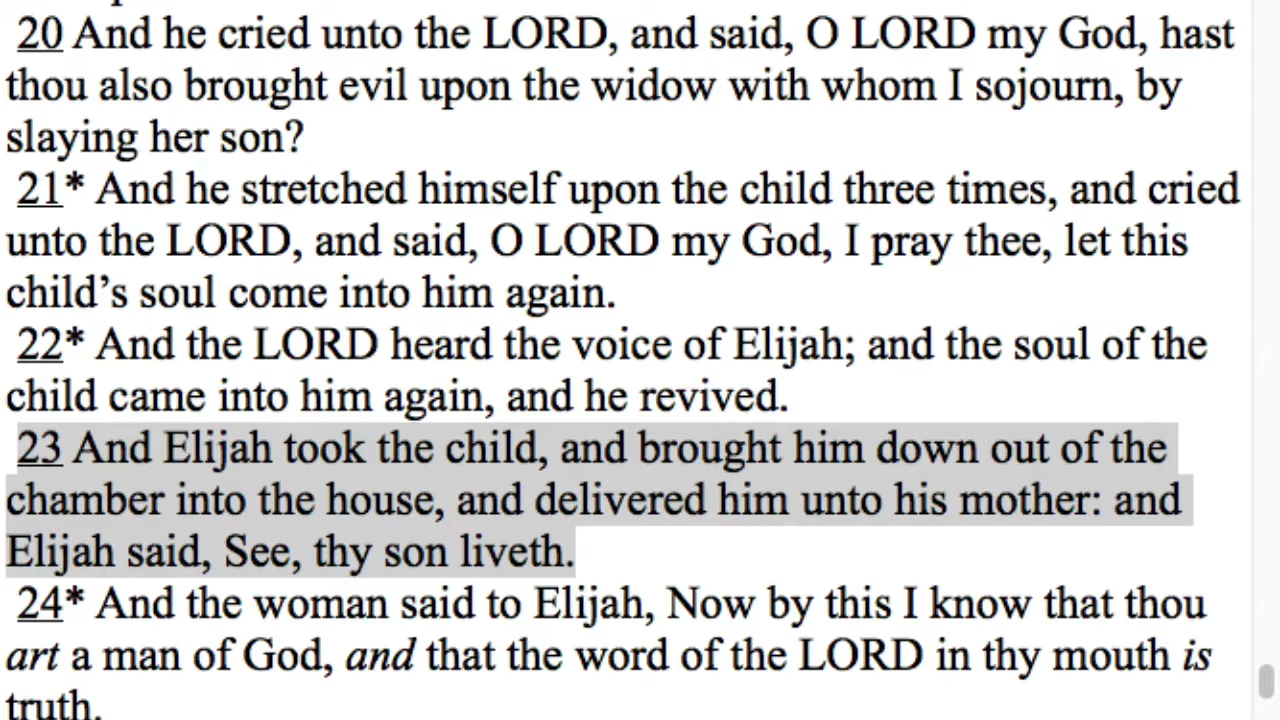 20 And he cried unto the LORD, and said, O LORD my God, hast
thou also brought evil upon the widow with whom I sojourn, by
slaying her son?
21* And he stretched himself upon the child three times, and cried
unto the LORD, and said, O LORD my God, I pray thee, let this
child’s soul come into him again.
22* And the LORD heard the voice of Elijah; and the soul of the
child came into him again, and he revived.
23 And Elijah took the child, and brought him down out of the
chamber into the house, and delivered him unto his mother: and
Elijah said, See, thy son liveth.
24* And the woman said to Elijah, Now by this I know that thou
art a man of God, and that the word of the LORD in thy mouth is
truth.